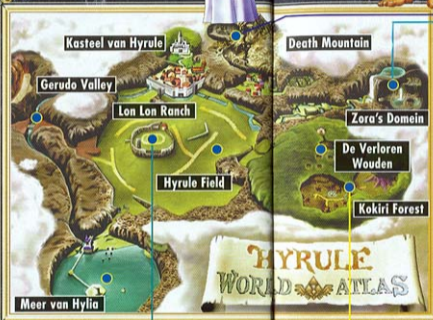 Kasteel van Hyrule
Death Mountain
Gerudo Valley
Lon Lon Ranch
Zora's Domein
De Verloren
Wouden
Hyrule Field
Kokiri Forest
HYRULE
WORLD ATLAS
Meer van Hylia